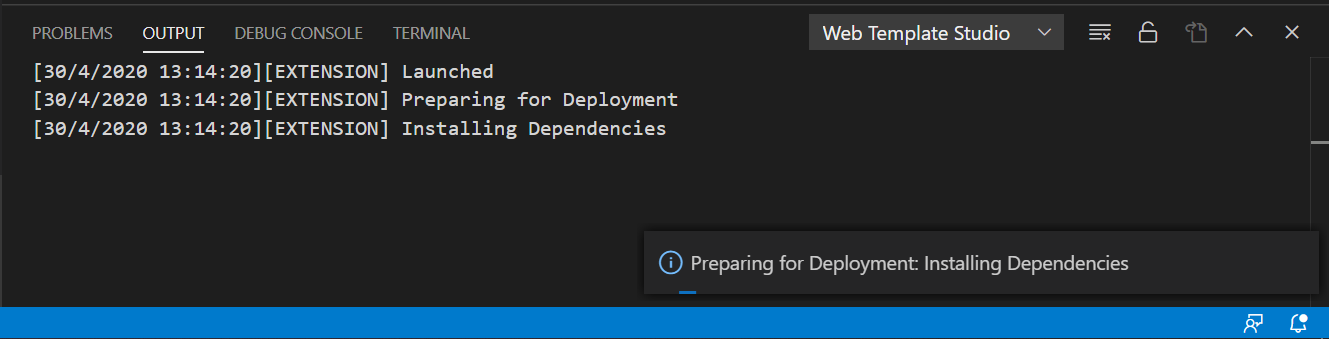 PROBLEMS OUTPUT DEBUG CONSOLE TERMINAL Web Template Studio
[30/4/2020 13:14:20][EXTENSION] Launched
[30/4/2020 13:14:20][EXTENSION] Preparing for Deployment
[30/4/2020 13:14:20][EXTENSION] Installing Dependencies
Preparing for Deployment: Installing Dependencies